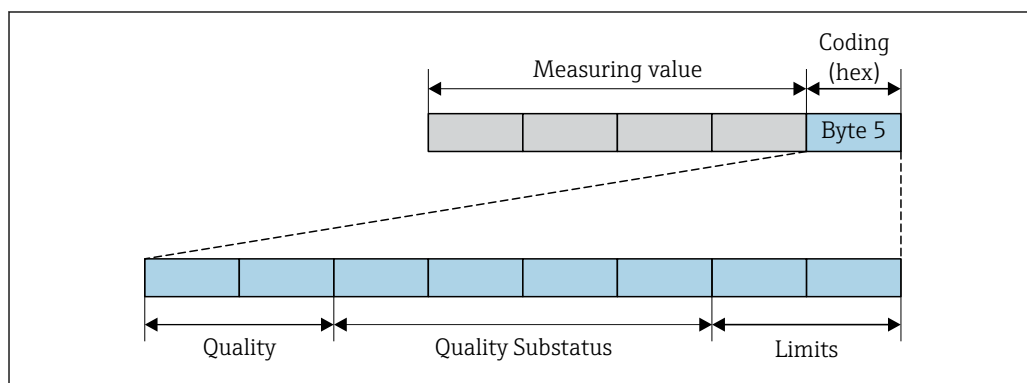 Coding
Measuring value
(hex)
Byte 5
Quality
Quality Substatus
Limits